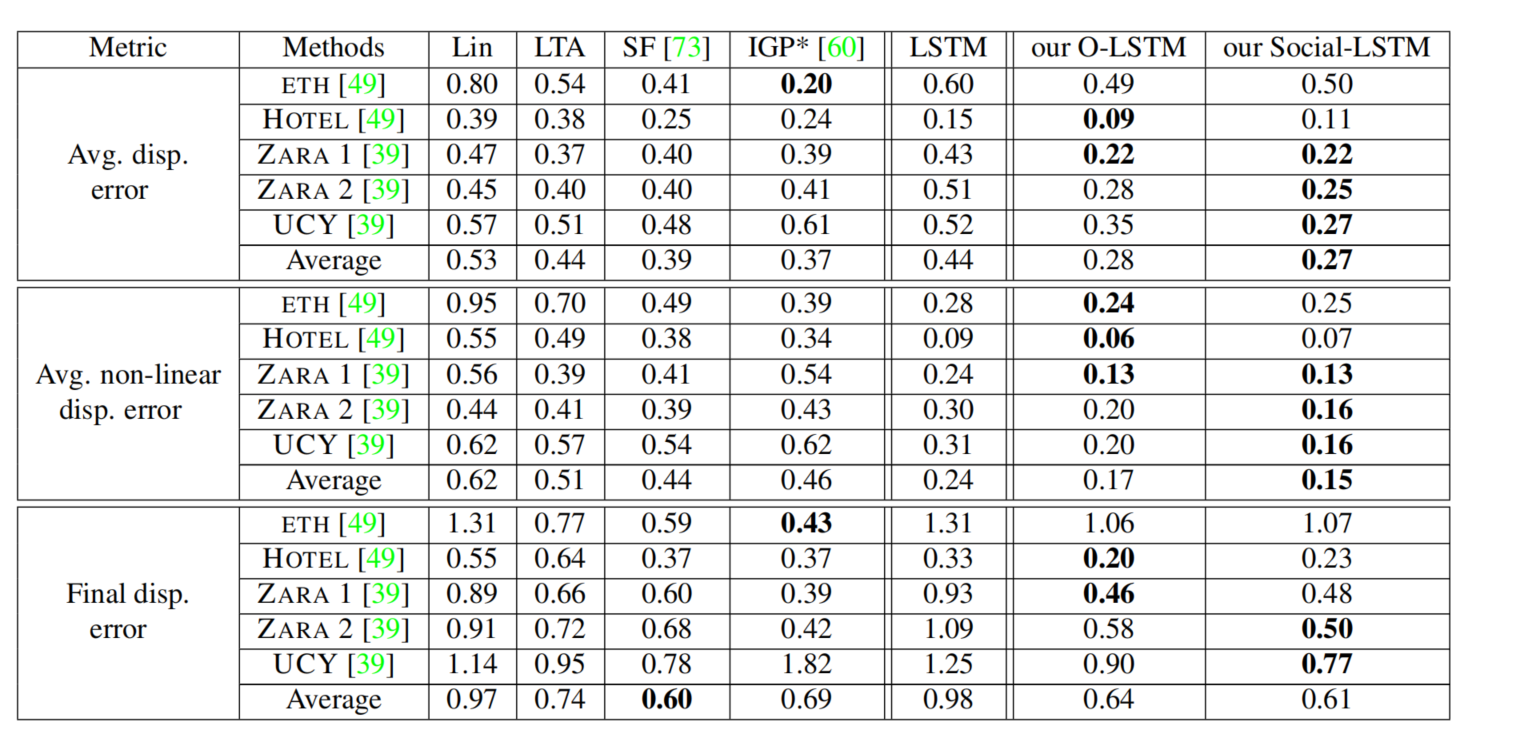 Metric Methods Lin LTA SF [73] IGP* [60] LSTM our O-LSTM our Social-LSTM
Avg. disp. error
ETH [49] 0.80 0.54 0.41 0.20 0.60 0.49 0.50
HOTEL [49] 0.39 0.38 0.25 0.24 0.15 0.09 0.11
ZARA 1 [39] 0.47 0.37 0.40 0.39 0.43 0.22 0.22
ZARA 2 [39] 0.45 0.40 0.40 0.41 0.51 0.28 0.25
UCY [39] 0.57 0.51 0.48 0.61 0.52 0.35 0.27
Average 0.53 0.44 0.39 0.37 0.44 0.28 0.27
Avg. non-linear disp. error
ETH [49] 0.95 0.70 0.49 0.39 0.28 0.24 0.25
HOTEL [49] 0.55 0.49 0.38 0.34 0.09 0.06 0.07
ZARA 1 [39] 0.56 0.39 0.41 0.54 0.24 0.13 0.13
ZARA 2 [39] 0.44 0.41 0.39 0.43 0.30 0.20 0.16
UCY [39] 0.62 0.57 0.54 0.62 0.31 0.20 0.16
Average 0.62 0.51 0.44 0.46 0.24 0.17 0.15
Final disp. error
ETH [49] 1.31 0.77 0.59 0.43 1.31 1.06 1.07
HOTEL [49] 0.55 0.64 0.37 0.37 0.33 0.20 0.23
ZARA 1 [39] 0.89 0.66 0.60 0.39 0.93 0.46 0.48
ZARA 2 [39] 0.91 0.72 0.68 0.42 1.09 0.58 0.50
UCY [39] 1.14 0.95 0.78 1.82 1.25 0.90 0.77
Average 0.97 0.74 0.60 0.69 0.98 0.64 0.61